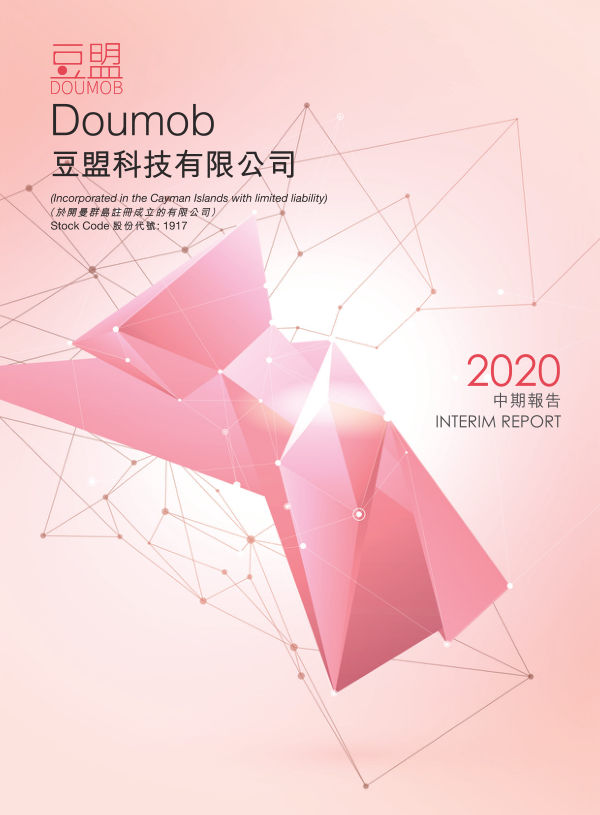 豆盟
DOUMOB
Doumob
豆盟科技有限公司
(Incorporated in the Cayman Islands with limited liability)
（於開曼群島註冊成立的有限公司）
Stock Code 股份代號: 1917
2020
中期報告
INTERIM REPORT